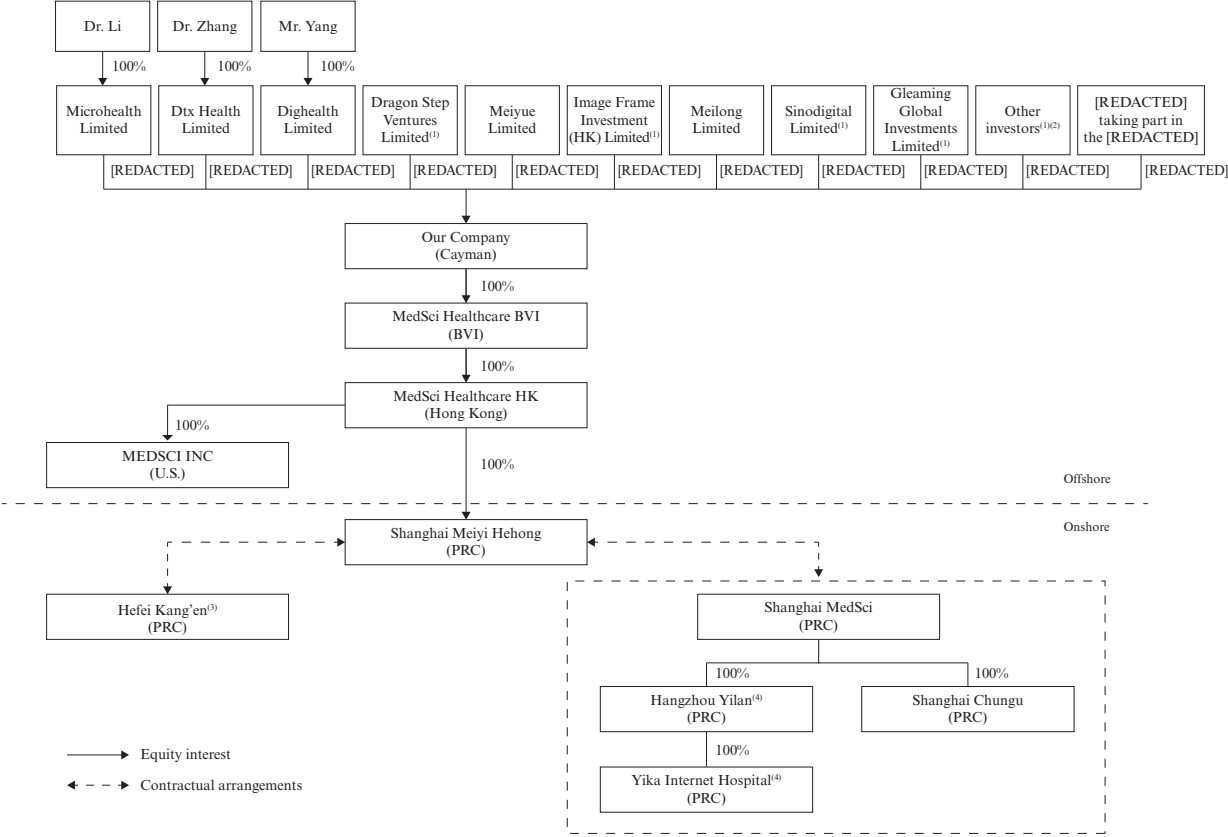 Dr. Li
Dr. Zhang
Mr. Yang
100%
100%
100%
Microhealth
Limited
Dtx Health
Limited
Dighealth
Limited
Dragon Step
Ventures
Limited(1)
Meiyue
Limited
Image Frame
Investment
(HK) Limited(1)
Meilong
Limited
Sinodigital
Limited(1)
Gleaming
Global
Investments
Limited(1)
Other
investors(1)(2)
[REDACTED]
taking part in
the [REDACTED]
[REDACTED]
[REDACTED]
[REDACTED]
[REDACTED]
[REDACTED]
[REDACTED]
[REDACTED]
[REDACTED]
[REDACTED]
[REDACTED]
[REDACTED]
Our Company
(Cayman)
100%
MedSci Healthcare BVI
(BVI)
100%
MedSci Healthcare HK
(Hong Kong)
100%
MEDSCI INC
(U.S.)
100%
Offshore
Onshore
Shanghai Meiyi Hehong
(PRC)
Hefei Kang'en(3)
(PRC)
Shanghai MedSci
(PRC)
100%
100%
Hangzhou Yilan(4)
(PRC)
Shanghai Chungu
(PRC)
100%
Yika Internet Hospital(4)
(PRC)
Equity interest
Contractual arrangements